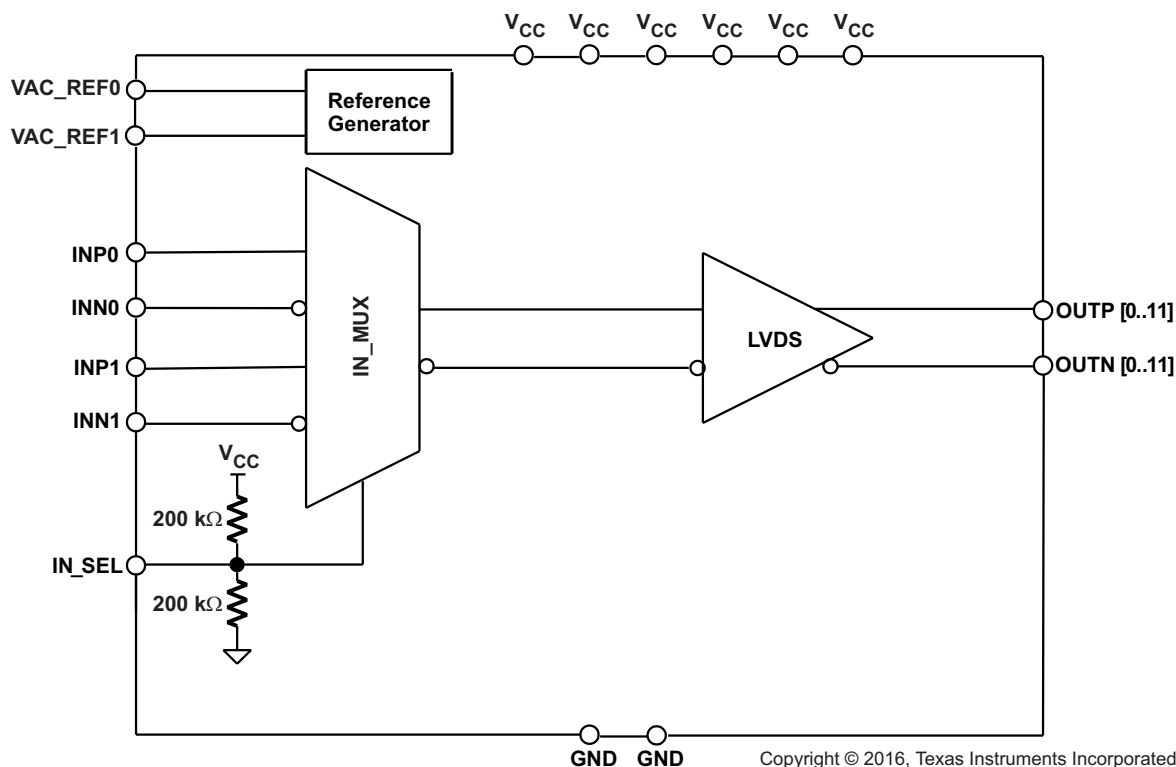 VCC VCC VCC VCC VCC VCC
VAC_REF0
VAC_REF1
Reference
Generator
INP0
INN0
INP1
INN1
IN_MUX
LVDS
OUTP [0..11]
OUTN [0..11]
VCC
200 kΩ
IN_SEL
200 kΩ
GND GND
Copyright © 2016, Texas Instruments Incorporated